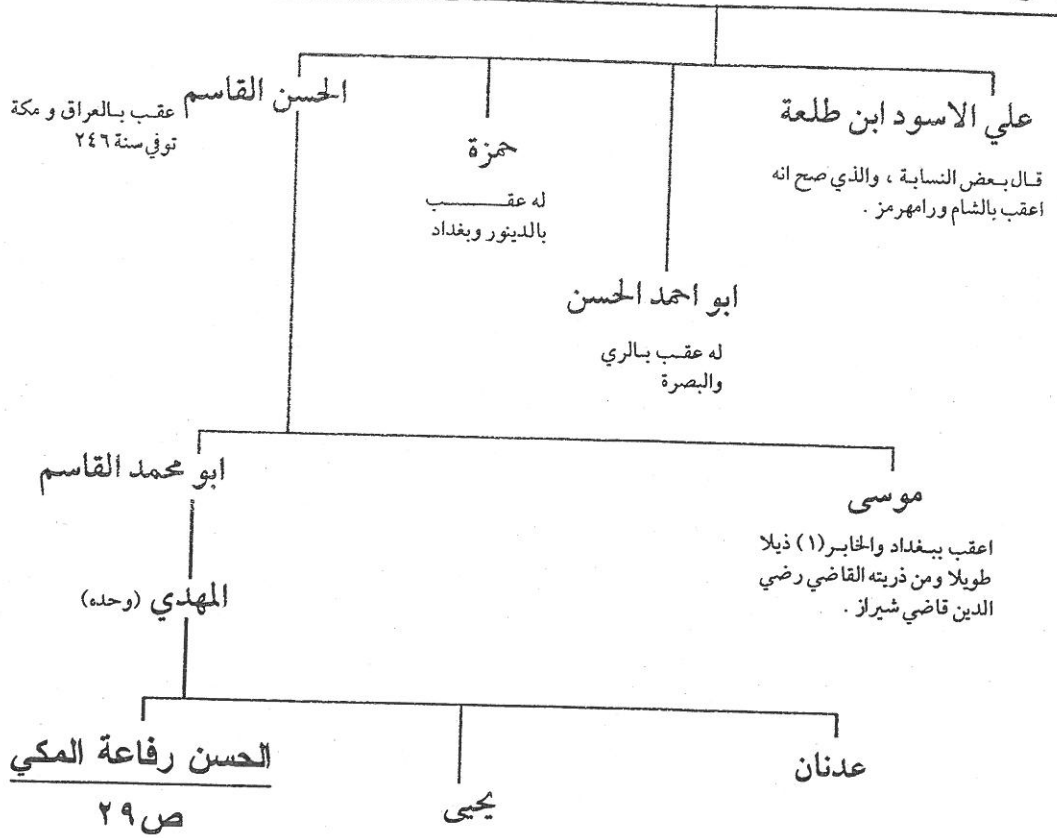 علي الاسود ابن طلعة
قال بعض النسابة ، والذي صح انه
اعقب بالشام ورامهرمز .
ابو احمد الحسن
له عقب بالري
والبصرة
حمزة
له عقب
بالدينور وبغداد
الحسن القاسم
عقب بالعراق و مكة
توفي سنة ٢٤٦
موسى
اعقب ببغداد والخابر (١) ذيلا
طويلا ومن ذريته القاضي رضي
الدين قاضي شيراز .
ابو محمد القاسم
المهدي (وحده)
عدنان
يحيى
الحسن رفاعة المكي
ص ٢٩